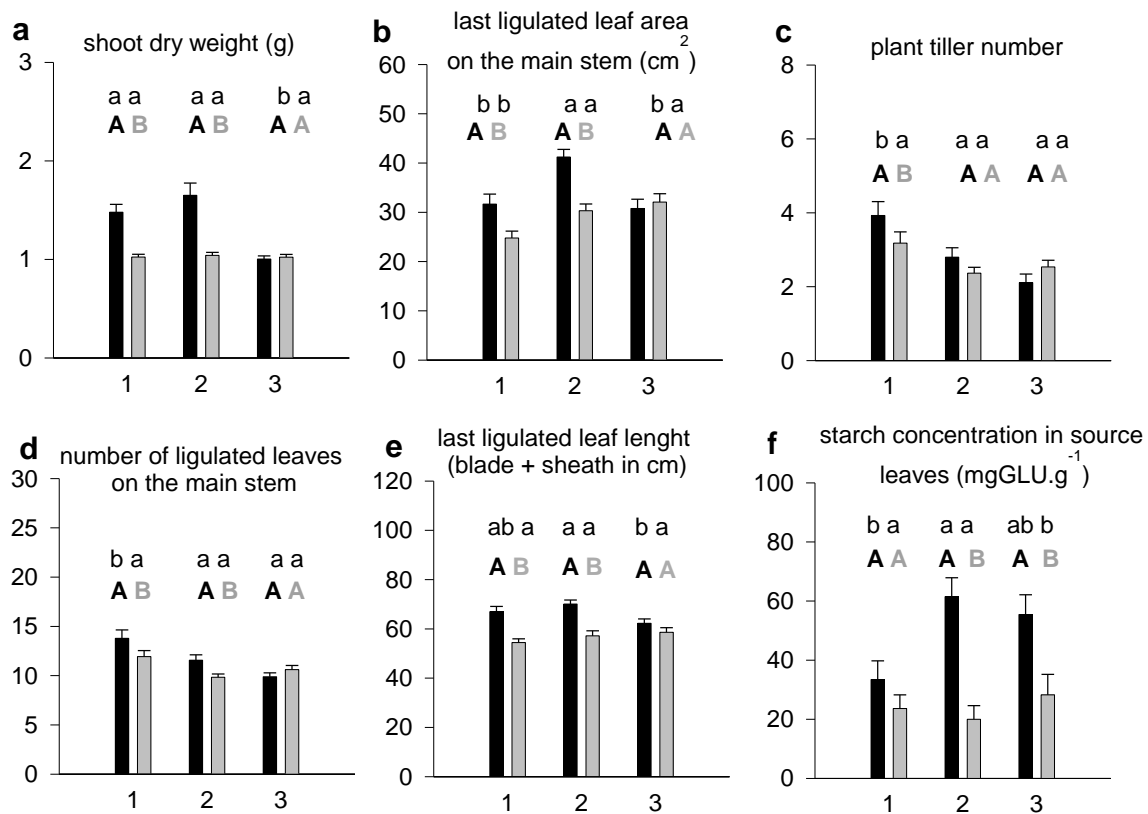 a
shoot dry weight (g)
3
2
1
0
a a
a a
b a
A B
A B
A A
1 2 3
b
last ligulated leaf area
on the main stem (cm2)
60
50
40
30
20
10
0
b b
a a
b a
A B
A B
A A
1 2 3
c
plant tiller number
8
6
4
2
0
b a
a a
a a
A B
A A
A A
1 2 3
d
number of ligulated leaves
on the main stem
30
25
20
15
10
5
0
b a
a a
a a
A B
A B
A A
1 2 3
e
last ligulated leaf lenght
(blade + sheath in cm)
120
100
80
60
40
20
0
ab a
a a
b a
A B
A B
A A
1 2 3
f
starch concentration in source
leaves (mgGLU.g-1)
100
80
60
40
20
0
b a
a a
ab b
A A
A B
A B
1 2 3